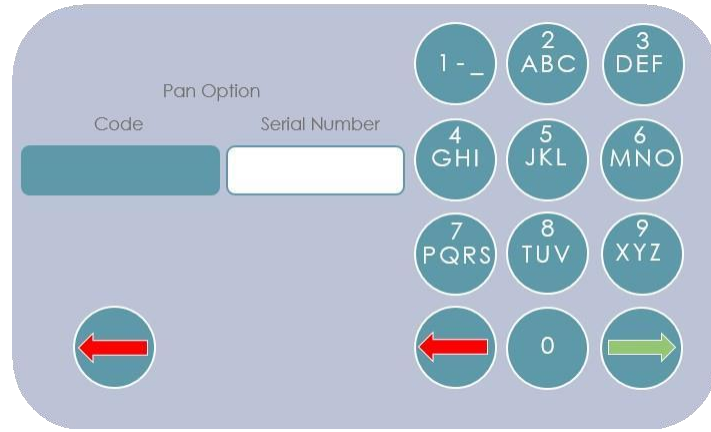 Pan Option
Code
Serial Number
1 - _
2
ABC
3
DEF
4
GHI
5
JKL
6
MNO
7
PQRS
8
TUV
9
XYZ
0